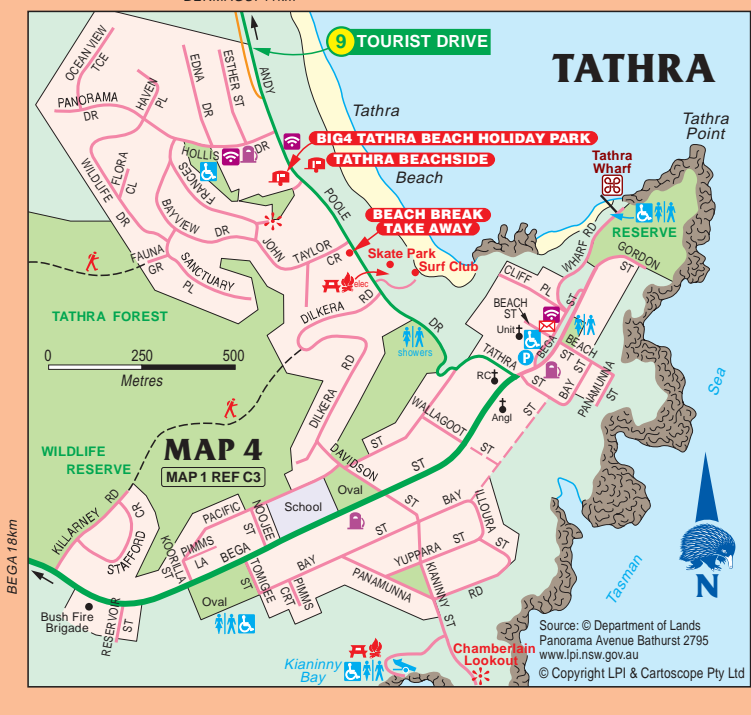 9 TOURIST DRIVE
TATHRA
OCEAN VIEW
TCE
PANORAMA
DR
HAVEN
PL
EDNA
DR
ESTHER ST
ANDY
POOLE
DR
HOLLIS
DR
FRANCES
FLORA
CL
WILDLIFE
DR
BAYVIEW
DR
FAUNA
GR
SANCTUARY
PL
JOHN
TAYLOR
CR
Tathra
Beach
Tathra
Point
BIG4 TATHRA BEACH HOLIDAY PARK
TATHRA BEACHSIDE
BEACH BREAK
TAKE AWAY
Skate Park
Surf Club
elec
Tathra
Wharf
RESERVE
WHARF RD
GORDON
ST
CLIFF
PL
BEACH
ST
Unit
BEGA
ST
P
TATHRA
ST
BEACH
ST
BAY
ST
PANAMUNNA
ST
RC
Angl
showers
DILKERA
RD
DILKERA
RD
TATHRA FOREST
0 250 500
Metres
WILDLIFE
RESERVE
MAP 4
MAP 1 REF C3
WALLAGOOT
ST
DAVIDSON
ST
ST
ST
ST
Oval
School
PACIFIC
ST
NOOJEE
ST
PIMMS
LA
BEGA
KOORILLA
ST
TOMIGEE
ST
PIMMS
CRT
BAY
ST
BAY
ILLOURA
ST
YUPPARA
ST
PANAMUNNA
RD
KIANINNY
ST
KILLARNEY
RD
STAFFORD
CR
RESERVOIR
ST
Bush Fire
Brigade
Oval
BEGA 18km
Kianinny
Bay
Chamberlain
Lookout
Tasman
Sea
N
Source: © Department of Lands
Panorama Avenue Bathurst 2795
www.lpi.nsw.gov.au
© Copyright LPI & Cartoscope Pty Ltd